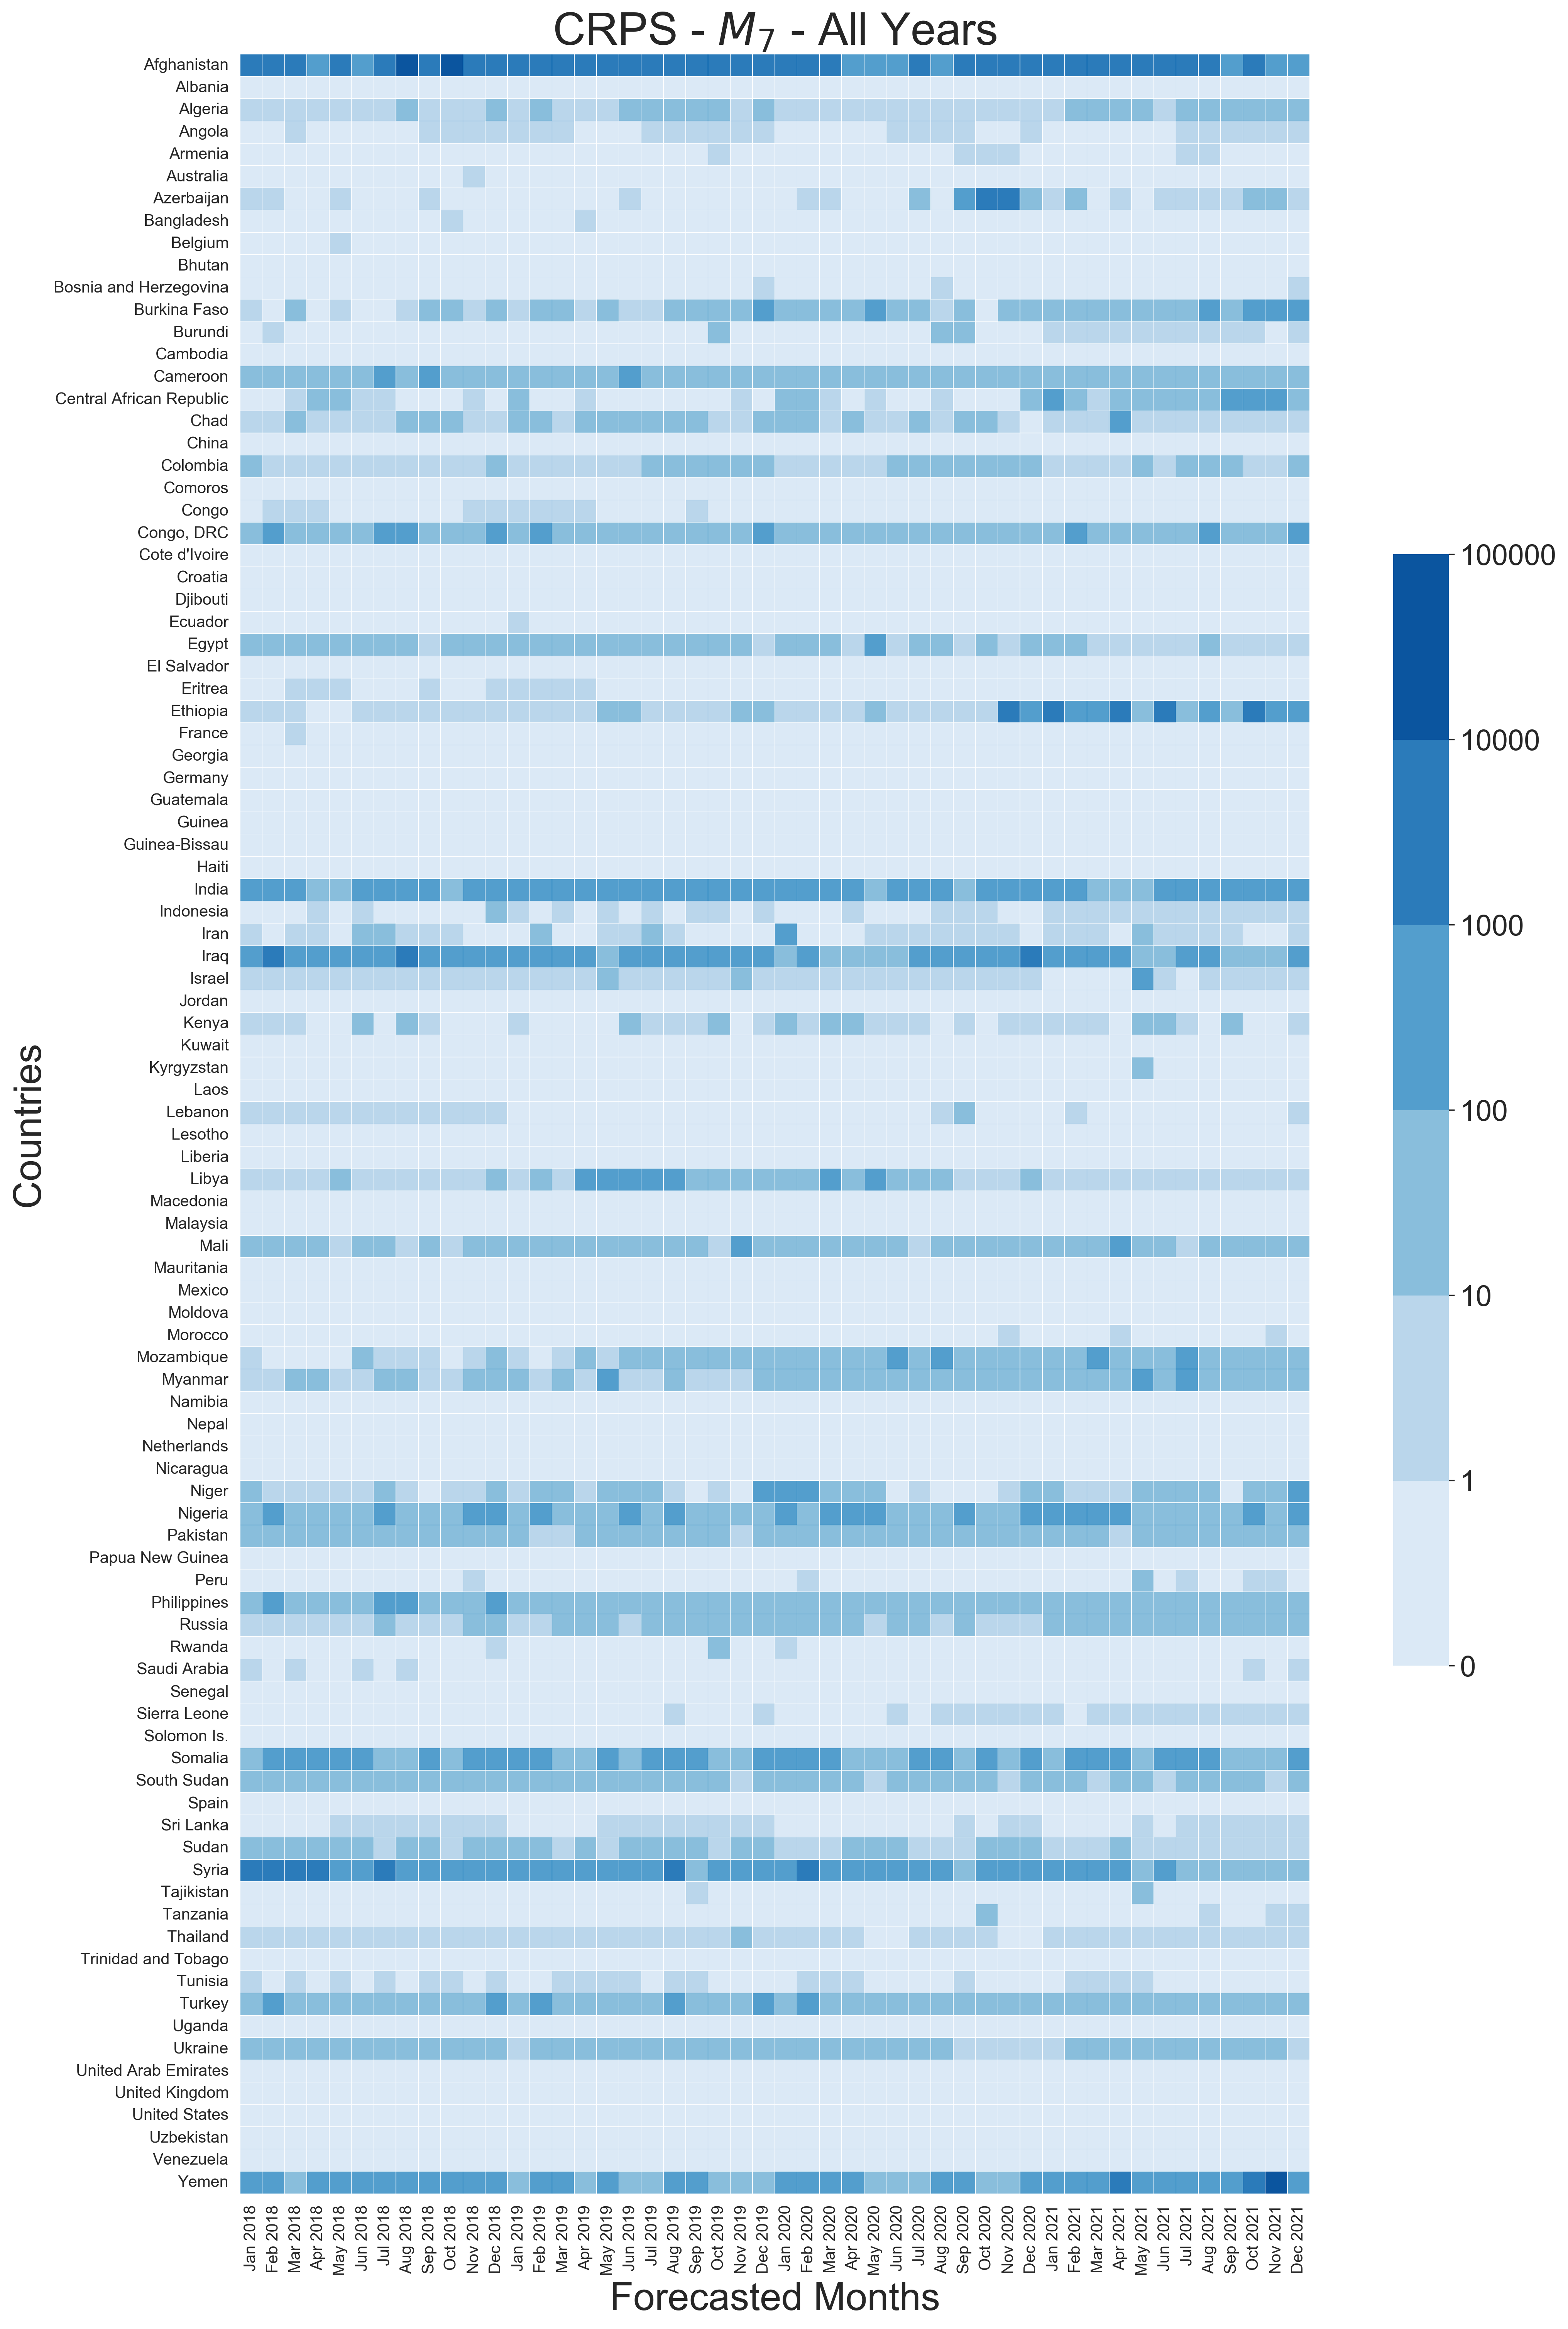 CRPS - M7 - All Years
Afghanistan
Albania
Algeria
Angola
Armenia
Australia
Azerbaijan
Bangladesh
Belgium
Bhutan
Bosnia and Herzegovina
Burkina Faso
Burundi
Cambodia
Cameroon
Central African Republic
Chad
China
Colombia
Comoros
Congo
Congo, DRC
Cote d'Ivoire
Croatia
Djibouti
Ecuador
Egypt
El Salvador
Eritrea
Ethiopia
France
Georgia
Germany
Guatemala
Guinea
Guinea-Bissau
Haiti
India
Indonesia
Iran
Iraq
Israel
Jordan
Kenya
Kuwait
Kyrgyzstan
Laos
Lebanon
Lesotho
Liberia
Libya
Macedonia
Malaysia
Mali
Mauritania
Mexico
Moldova
Morocco
Mozambique
Myanmar
Namibia
Nepal
Netherlands
Nicaragua
Niger
Nigeria
Pakistan
Papua New Guinea
Peru
Philippines
Russia
Rwanda
Saudi Arabia
Senegal
Sierra Leone
Solomon Is.
Somalia
South Sudan
Spain
Sri Lanka
Sudan
Syria
Tajikistan
Tanzania
Thailand
Trinidad and Tobago
Tunisia
Turkey
Uganda
Ukraine
United Arab Emirates
United Kingdom
United States
Uzbekistan
Venezuela
Yemen
Countries
Jan 2018
Feb 2018
Mar 2018
Apr 2018
May 2018
Jun 2018
Jul 2018
Aug 2018
Sep 2018
Oct 2018
Nov 2018
Dec 2018
Jan 2019
Feb 2019
Mar 2019
Apr 2019
May 2019
Jun 2019
Jul 2019
Aug 2019
Sep 2019
Oct 2019
Nov 2019
Dec 2019
Jan 2020
Feb 2020
Mar 2020
Apr 2020
May 2020
Jun 2020
Jul 2020
Aug 2020
Sep 2020
Oct 2020
Nov 2020
Dec 2020
Jan 2021
Feb 2021
Mar 2021
Apr 2021
May 2021
Jun 2021
Jul 2021
Aug 2021
Sep 2021
Oct 2021
Nov 2021
Dec 2021
Forecasted Months
100000
10000
1000
100
10
1
0